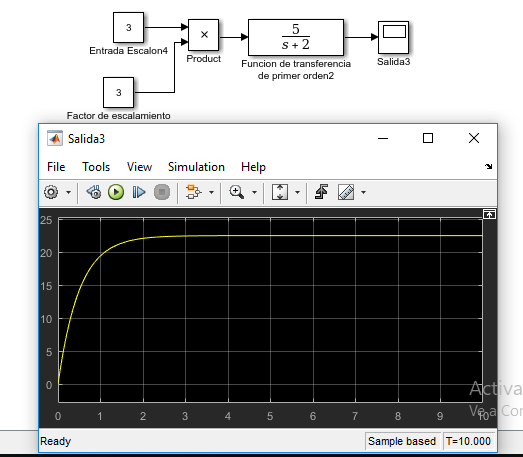 3
Entrada Escalon4
×
Product
5
s + 2
Funcion de transferencia
de primer orden2
Salida3
3
Factor de escalamiento
Salida3
File Tools View Simulation Help
25
20
15
10
5
0
0 1 2 3 4 5 6 7 8 9 10
Activa
Ve a Con
Ready Sample based T=10.000